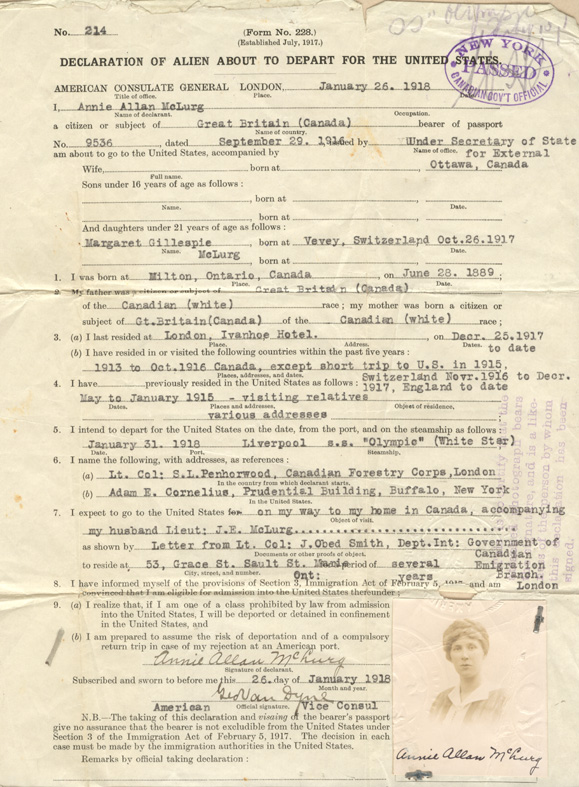 No. 214
(Form No. 228.)
(Established July, 1917.)
OS "Olympic"
NEW YORK
PASSED
CANADIAN GOV'T OFFICIAL
DECLARATION OF ALIEN ABOUT TO DEPART FOR THE UNITED STATES.
AMERICAN CONSULATE GENERAL LONDON, January 26. 1918
Title of office. Place.
I, Annie Allan McLurg
Name of declarant. Occupation.
a citizen or subject of Great Britain (Canada) bearer of passport
Name of country.
No. 9536, dated September 29. 1916 issued by Under Secretary of State
Name of office. for External
am about to go to the United States, accompanied by Ottawa, Canada
Wife, born at
Full name.
Sons under 16 years of age as follows:
, born at
Name. Date.
, born at
And daughters under 21 years of age as follows:
Margaret Gillespie born at Vevey, Switzerland Oct.26.1917
Name. Date.
McLurg born at
1. I was born at Milton, Ontario, Canada, on June 28. 1889.
Place. Date.
2. My father was a citizen or subject of Great Britain (Canada)
of the Canadian (white) race; my mother was born a citizen or
subject of Gt.Britain(Canada) of the Canadian (white) race;
3. (a) I last resided at London, Ivanhoe Hotel., on Decr. 25.1917
Place. Address. Dates. to date
(b) I have resided in or visited the following countries within the past five years:
1913 to Oct.1916 Canada, except short trip to U.S. in 1915,
Places, addresses, and dates. Switzerland Novr.1916 to Decr.
4. I have previously resided in the United States as follows: 1917, England to date
May to January 1915 - visiting relatives
Dates. Places and addresses, Object of residence,
various addresses
5. I intend to depart for the United States on the date, from the port, and on the steamship as follows:
January 31. 1918 Liverpool s.s. "Olympic" (White Star)
Date. Port. Steamship.
6. I name the following, with addresses, as references:
(a) Lt. Col: S.L.Penhorwood, Canadian Forestry Corps,London
In the country from which declarant starts.
(b) Adam E. Cornelius, Prudential Building, Buffalo, New York
In the United States.
7. I expect to go to the United States for on my way to my home in Canada, accompanying
Object of visit.
my husband Lieut: J.E. McLurg
as shown by Letter from Lt. Col: J.Obed Smith, Dept.Int: Government of
Documents or other proofs of object. Canadian
to reside at 53, Grace St. Sault St. Marie period of several Emigration
City, street, and number. Ont: years Branch.
8. I have informed myself of the provisions of Section 3, Immigration Act of February 5, 1917, and am London
convinced that I am eligible for admission into the United States thereunder;
9. (a) I realize that, if I am one of a class prohibited by law from admission
into the United States, I will be deported or detained in confinement
in the United States, and
(b) I am prepared to assume the risk of deportation and of a compulsory
return trip in case of my rejection at an American port.
Annie Allan McLurg
Signature of declarant.
Subscribed and sworn to before me this 26. day of January 1918
Month and year.
Geo Van Dyne
American Official signature. Vice Consul
N.B.—The taking of this declaration and visaing of the bearer's passport
give no assurance that the bearer is not excluded from the United States under
Section 3 of the Immigration Act of February 5, 1917. The decision in each
case must be made by the immigration authorities in the United States.
Remarks by official taking declaration:
Annie Allan McLurg